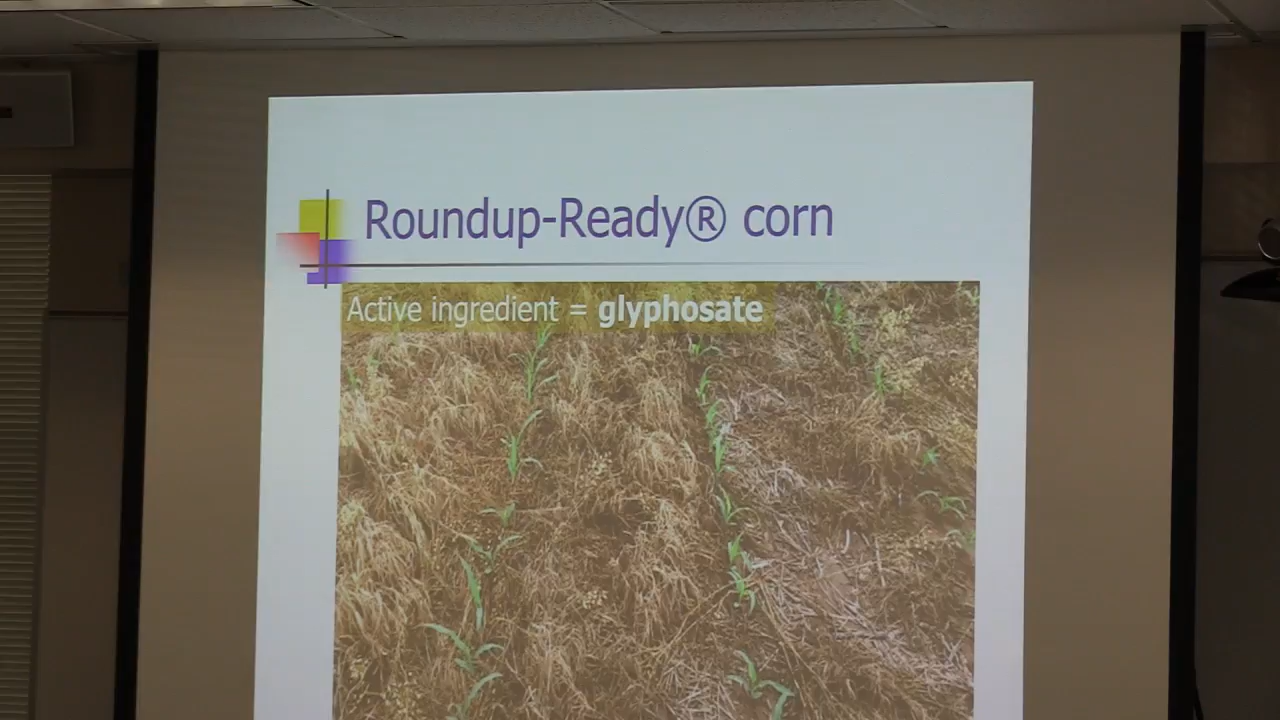 Roundup-Ready® corn
Active ingredient = glyphosate